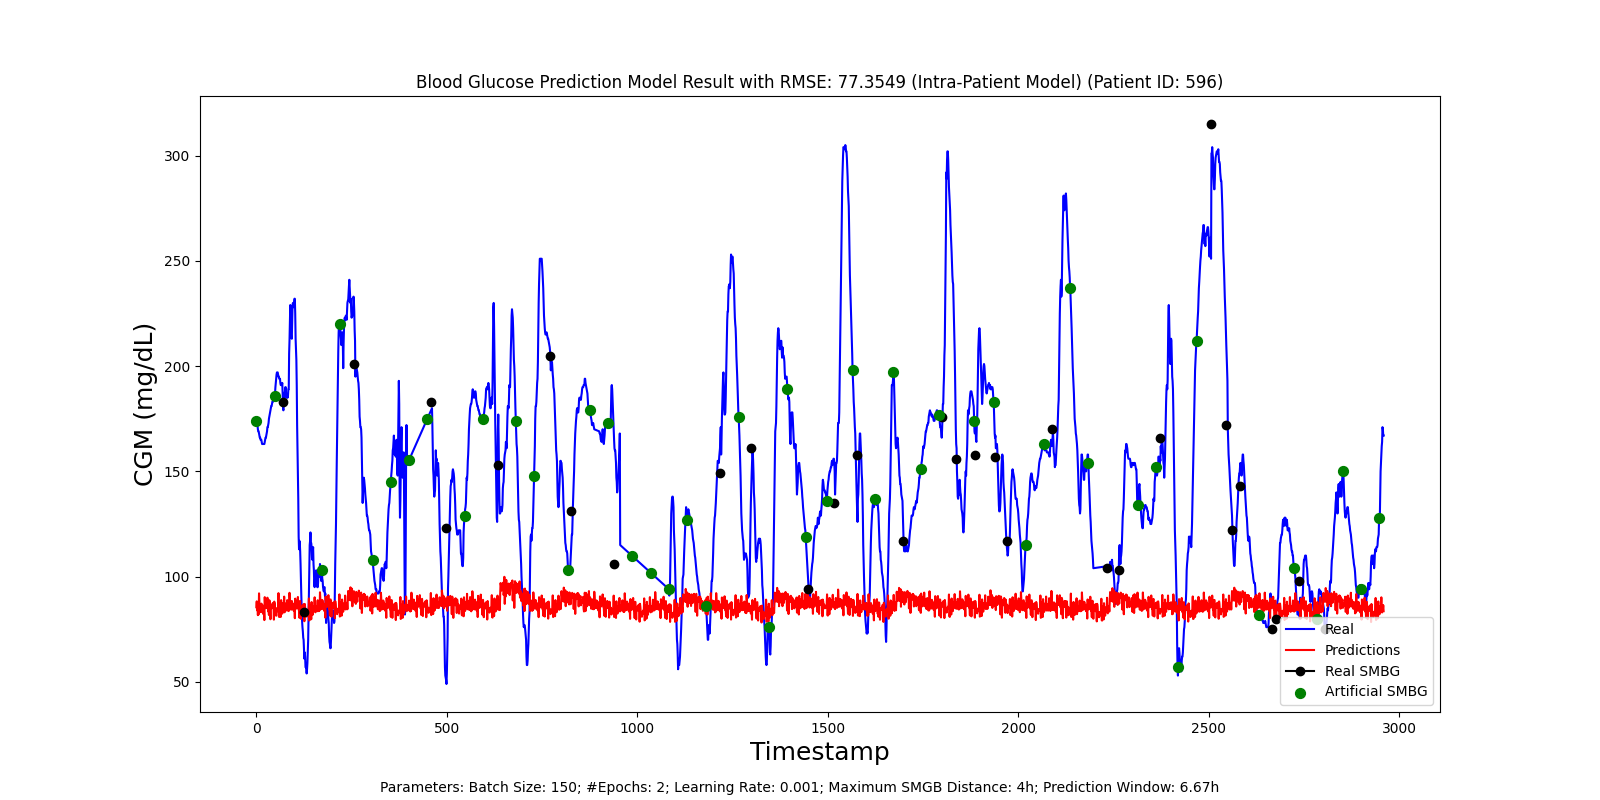 Blood Glucose Prediction Model Result with RMSE: 77.3549 (Intra-Patient Model) (Patient ID: 596)
CGM (mg/dL)
300
250
200
150
100
50
Real
Predictions
Real SMBG
Artificial SMBG
0 500 1000 1500 2000 2500 3000
Timestamp
Parameters: Batch Size: 150; #Epochs: 2; Learning Rate: 0.001; Maximum SMGB Distance: 4h; Prediction Window: 6.67h